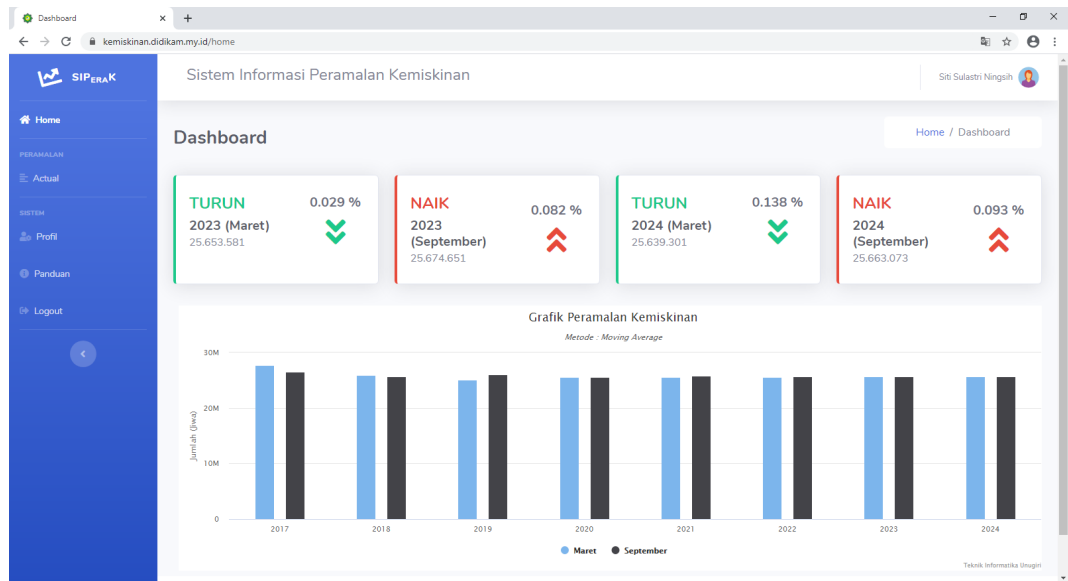 Dashboard
kemiskinan.didikam.my.id/home
SIPERAK
Sistem Informasi Peramalan Kemiskinan
Siti Sulastri Ningsih
Home
PERAMALAN
Actual
SISTEM
Profil
Panduan
Logout
Dashboard
Home / Dashboard
TURUN
0.029 %
2023 (Maret)
25.653.581
NAIK
0.082 %
2023
(September)
25.674.651
TURUN
0.138 %
2024 (Maret)
25.639.301
NAIK
0.093 %
2024
(September)
25.663.073
Grafik Peramalan Kemiskinan
Metode : Moving Average
Jumlah (Jiwa)
30M
20M
10M
0
2017 2018 2019 2020 2021 2022 2023 2024
Maret September
Teknik Informatika Unugiri